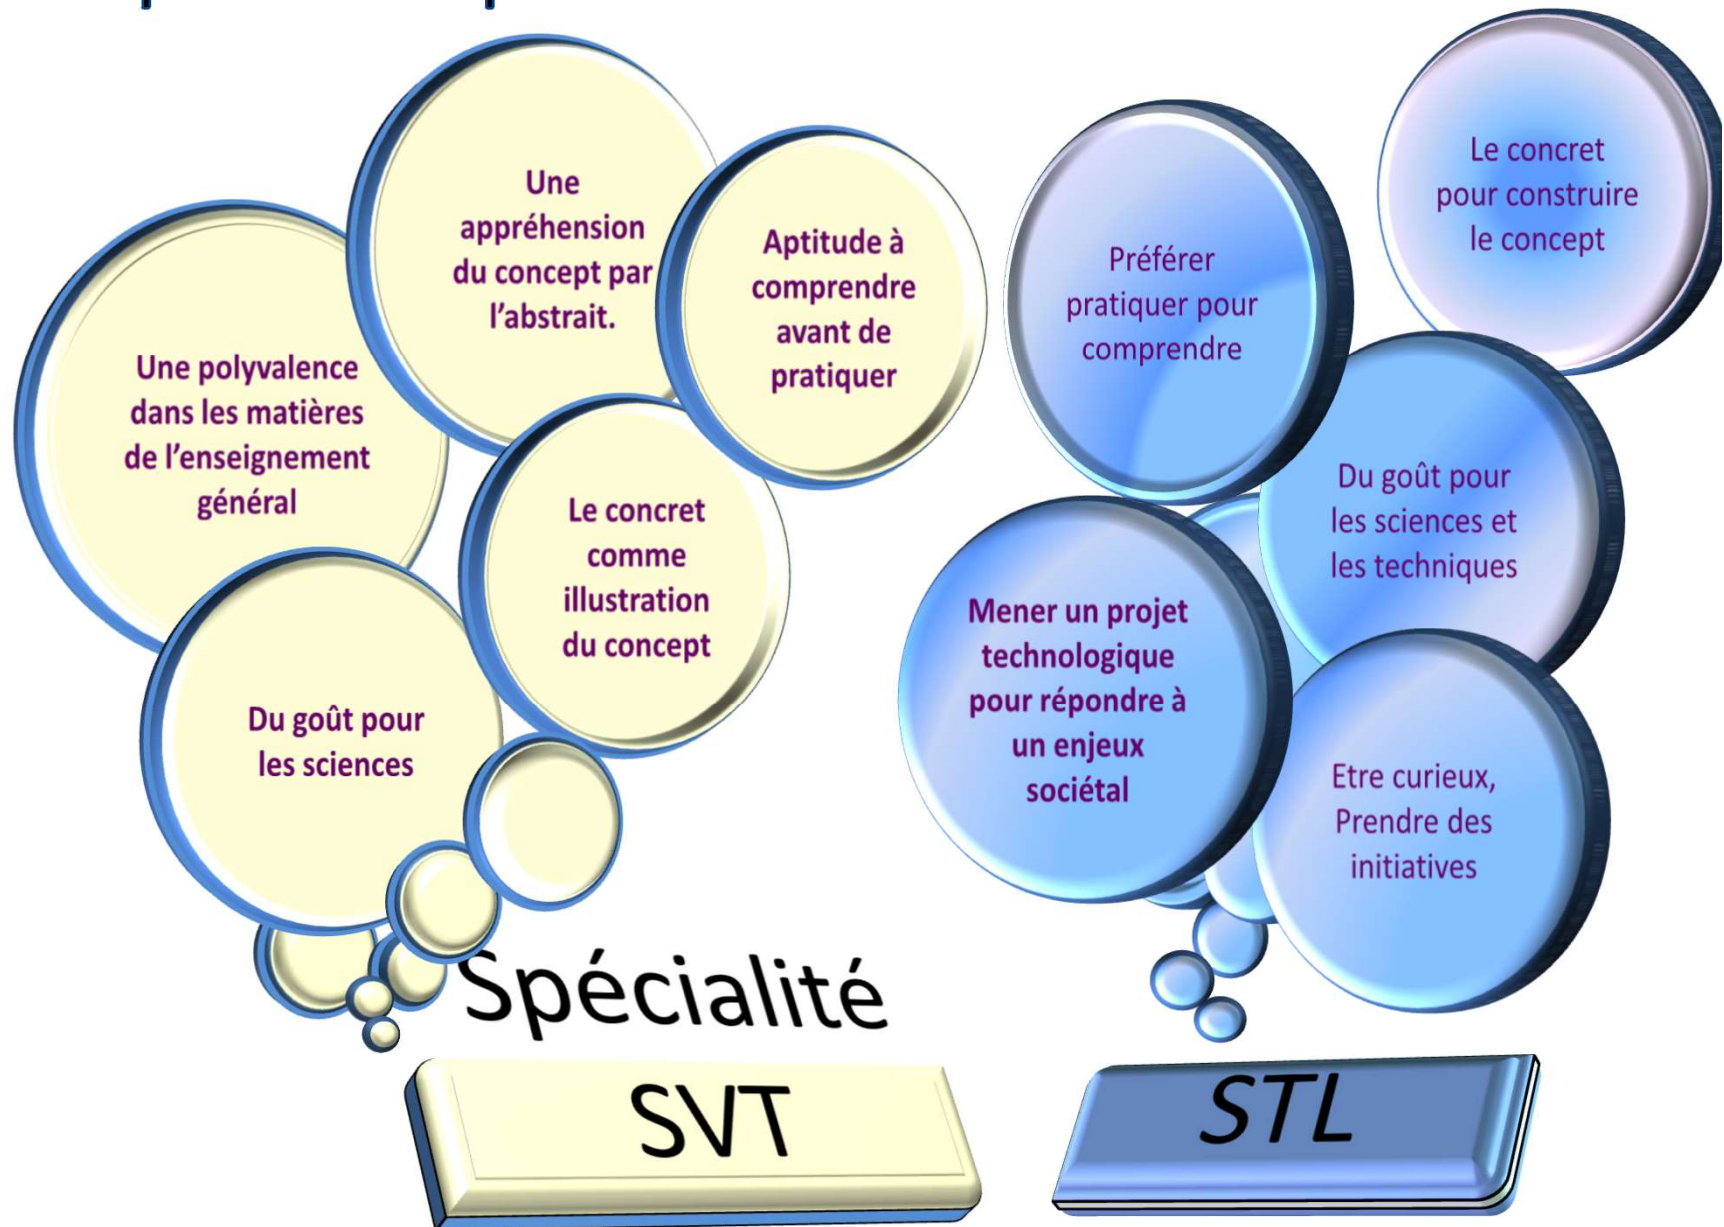 Une
appréhension
du concept par
l’abstrait.
Aptitude à
comprendre
avant de
pratiquer
Une polyvalence
dans les matières
de l’enseignement
général
Le concret
comme
illustration
du concept
Du goût pour
les sciences
Le concret
pour construire
le concept
Préférer
pratiquer pour
comprendre
Du goût pour
les sciences et
les techniques
Mener un projet
technologique
pour répondre à
un enjeux
sociétal
Etre curieux,
Prendre des
initiatives
Spécialité
SVT
STL